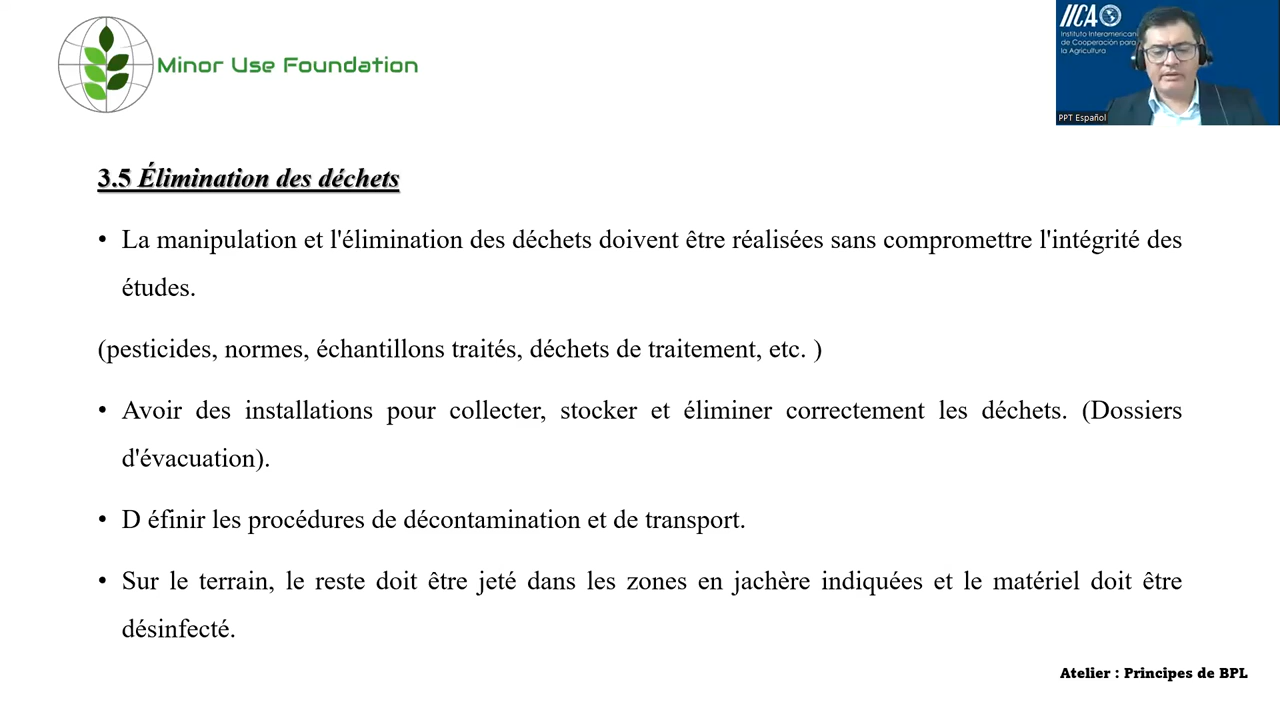 Minor Use Foundation
IICA
Instituto Interamericano
de Cooperación para
la Agricultura
PPT Español
3.5 Élimination des déchets
• La manipulation et l'élimination des déchets doivent être réalisées sans compromettre l'intégrité des
études.
(pesticides, normes, échantillons traités, déchets de traitement, etc. )
• Avoir des installations pour collecter, stocker et éliminer correctement les déchets. (Dossiers
d'évacuation).
• D éfinir les procédures de décontamination et de transport.
• Sur le terrain, le reste doit être jeté dans les zones en jachère indiquées et le matériel doit être
désinfecté.
Atelier : Principes de BPL